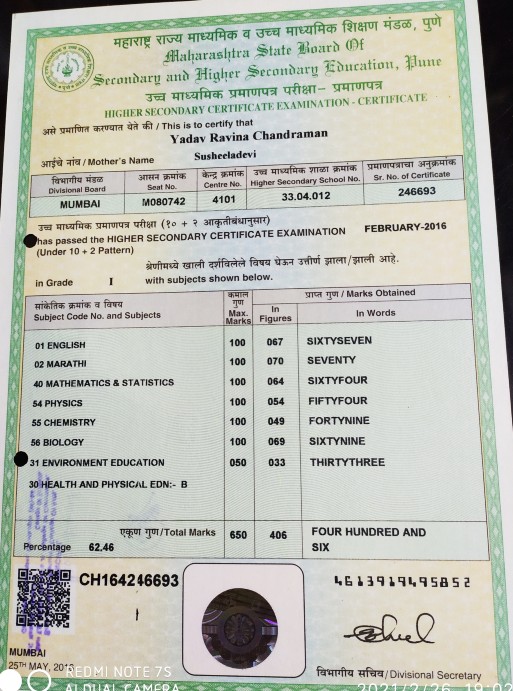 महाराष्ट्र राज्य माध्यमिक व उच्च माध्यमिक शिक्षण मंडळ, पुणे
Maharashtra State Board Of
Secondary and Higher Secondary Education, Pune
उच्च माध्यमिक प्रमाणपत्र परीक्षा– प्रमाणपत्र
HIGHER SECONDARY CERTIFICATE EXAMINATION - CERTIFICATE
असे प्रमाणित करण्यात येते की / This is to certify that
Yadav Ravina Chandraman
आईचे नांव / Mother's Name Susheeladevi
विभागीय मंडळ आसन क्रमांक केंद्र क्रमांक उच्च माध्यमिक शाळा क्रमांक प्रमाणपत्राचा अनुक्रमांक
Divisional Board Seat No. Centre No. Higher Secondary School No. Sr. No. of Certificate
MUMBAI M080742 4101 33.04.012 246693
उच्च माध्यमिक प्रमाणपत्र परीक्षा (१० + २ आकृतीबंधानुसार)
has passed the HIGHER SECONDARY CERTIFICATE EXAMINATION FEBRUARY-2016
(Under 10 + 2 Pattern)
श्रेणीमध्ये खाली दर्शविलेले विषय घेऊन उत्तीर्ण झाला/झाली आहे.
in Grade I with subjects shown below.
सांकेतिक क्रमांक व विषय कमाल गुण प्राप्त गुण / Marks Obtained
Subject Code No. and Subjects Max. Marks In Figures In Words
01 ENGLISH 100 067 SIXTYSEVEN
02 MARATHI 100 070 SEVENTY
40 MATHEMATICS & STATISTICS 100 064 SIXTYFOUR
54 PHYSICS 100 054 FIFTYFOUR
55 CHEMISTRY 100 049 FORTYNINE
56 BIOLOGY 100 069 SIXTYNINE
31 ENVIRONMENT EDUCATION 050 033 THIRTYTHREE
30 HEALTH AND PHYSICAL EDN:- B
एकूण गुण/Total Marks 650 406 FOUR HUNDRED AND
SIX
Percentage 62.46
CH164246693
4613919495852
MUMBAI
25TH MAY, 2016
विभागीय सचिव/Divisional Secretary
REDMI NOTE 7S
AI DUAL CAMERA
2021/2/26 19:03